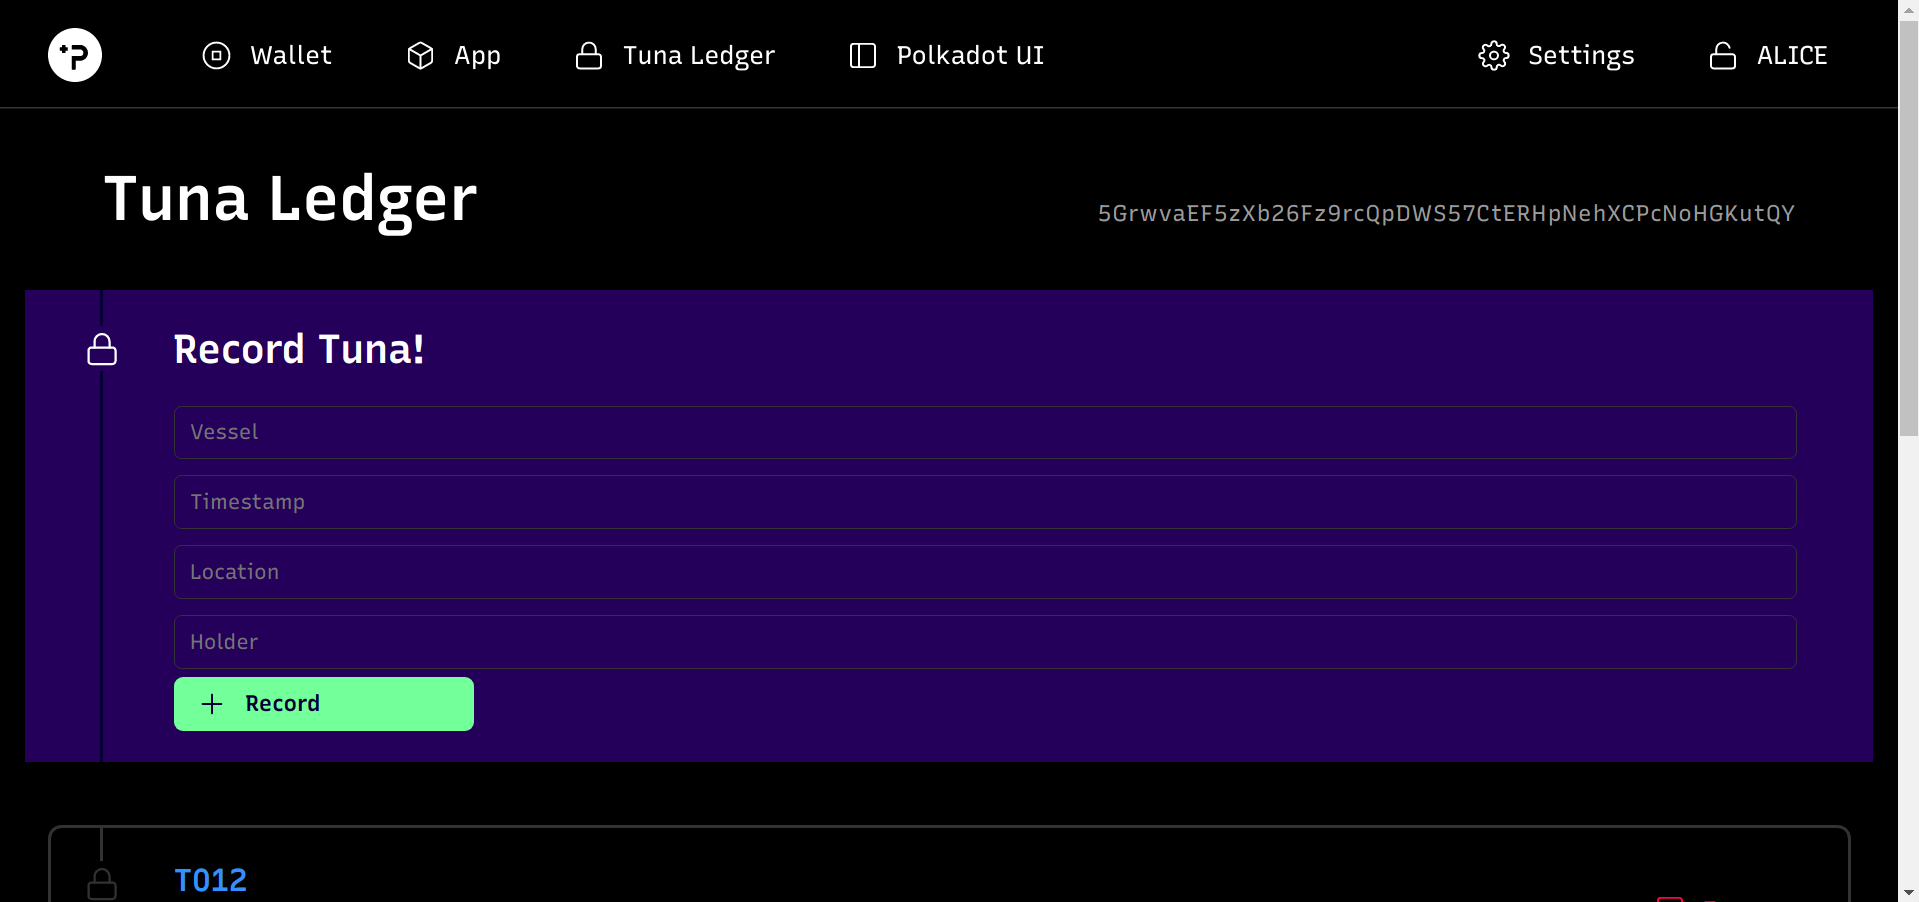 Wallet
App
Tuna Ledger
Polkadot UI
Settings
ALICE
Tuna Ledger
5GrwvaEF5zXb26Fz9rcQpDWS57CtERHpNehXCPcNoHGKutQY
Record Tuna!
Vessel
Timestamp
Location
Holder
Record
T012